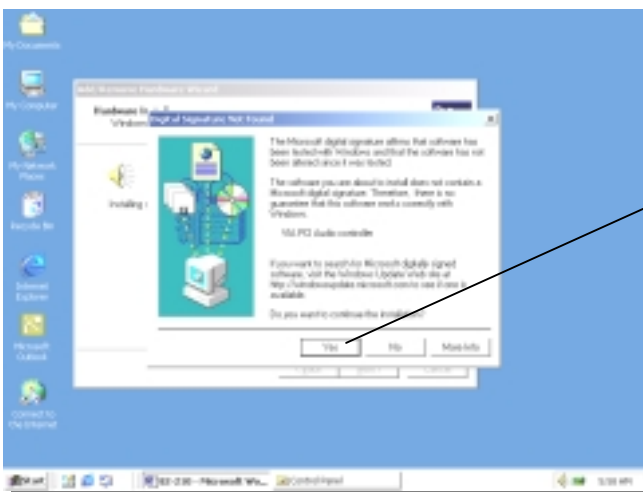 My Documents
My Computer
My Network
Places
Recycle Bin
Internet
Explorer
Microsoft
Outlook
Connect to
the Internet
Add/Remove Hardware Wizard
Hardware
Windows
Installing
Digital Signature Not Found
The Microsoft digital signature affirms that software has
been tested with Windows and that the software has not
been altered since it was tested.
The software you are about to install does not contain a
Microsoft digital signature. Therefore, there is no
guarantee that this software works correctly with
Windows.
VIA PCI Audio controller
If you want to search for Microsoft digitally signed
software, visit the Windows Update Web site at
http://windowsupdate.microsoft.com to see if one is
available.
Do you want to continue the installation?
Yes No More Info
Cancel
Start - Microsoft Wo... Control Panel